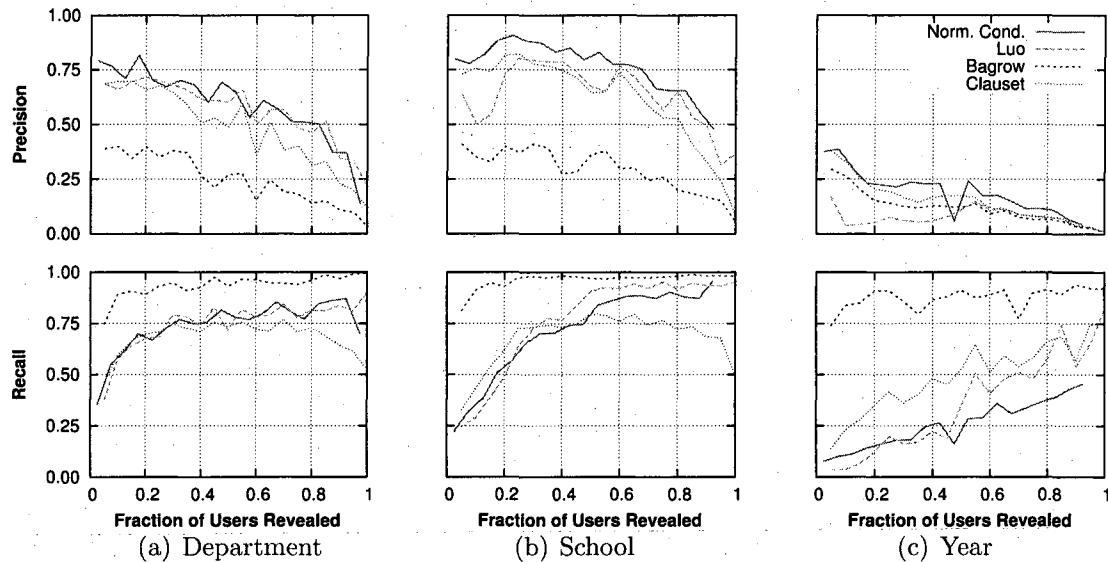 Precision
1.00
0.75
0.50
0.25
0.00
Norm. Cond.
Luo
Bagrow
Clauset
Recall
1.00
0.75
0.50
0.25
0.00
0 0.2 0.4 0.6 0.8 1
0 0.2 0.4 0.6 0.8 1
0 0.2 0.4 0.6 0.8 1
Fraction of Users Revealed
Fraction of Users Revealed
Fraction of Users Revealed
(a) Department
(b) School
(c) Year